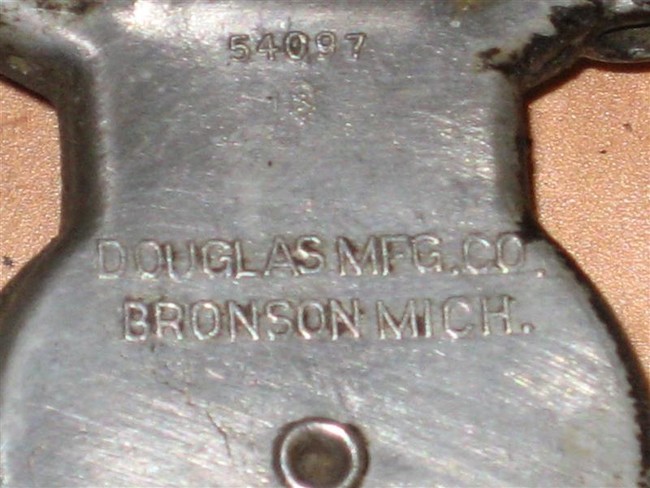 54097
DOUGLAS MFG. CO.
BRONSON MICH.